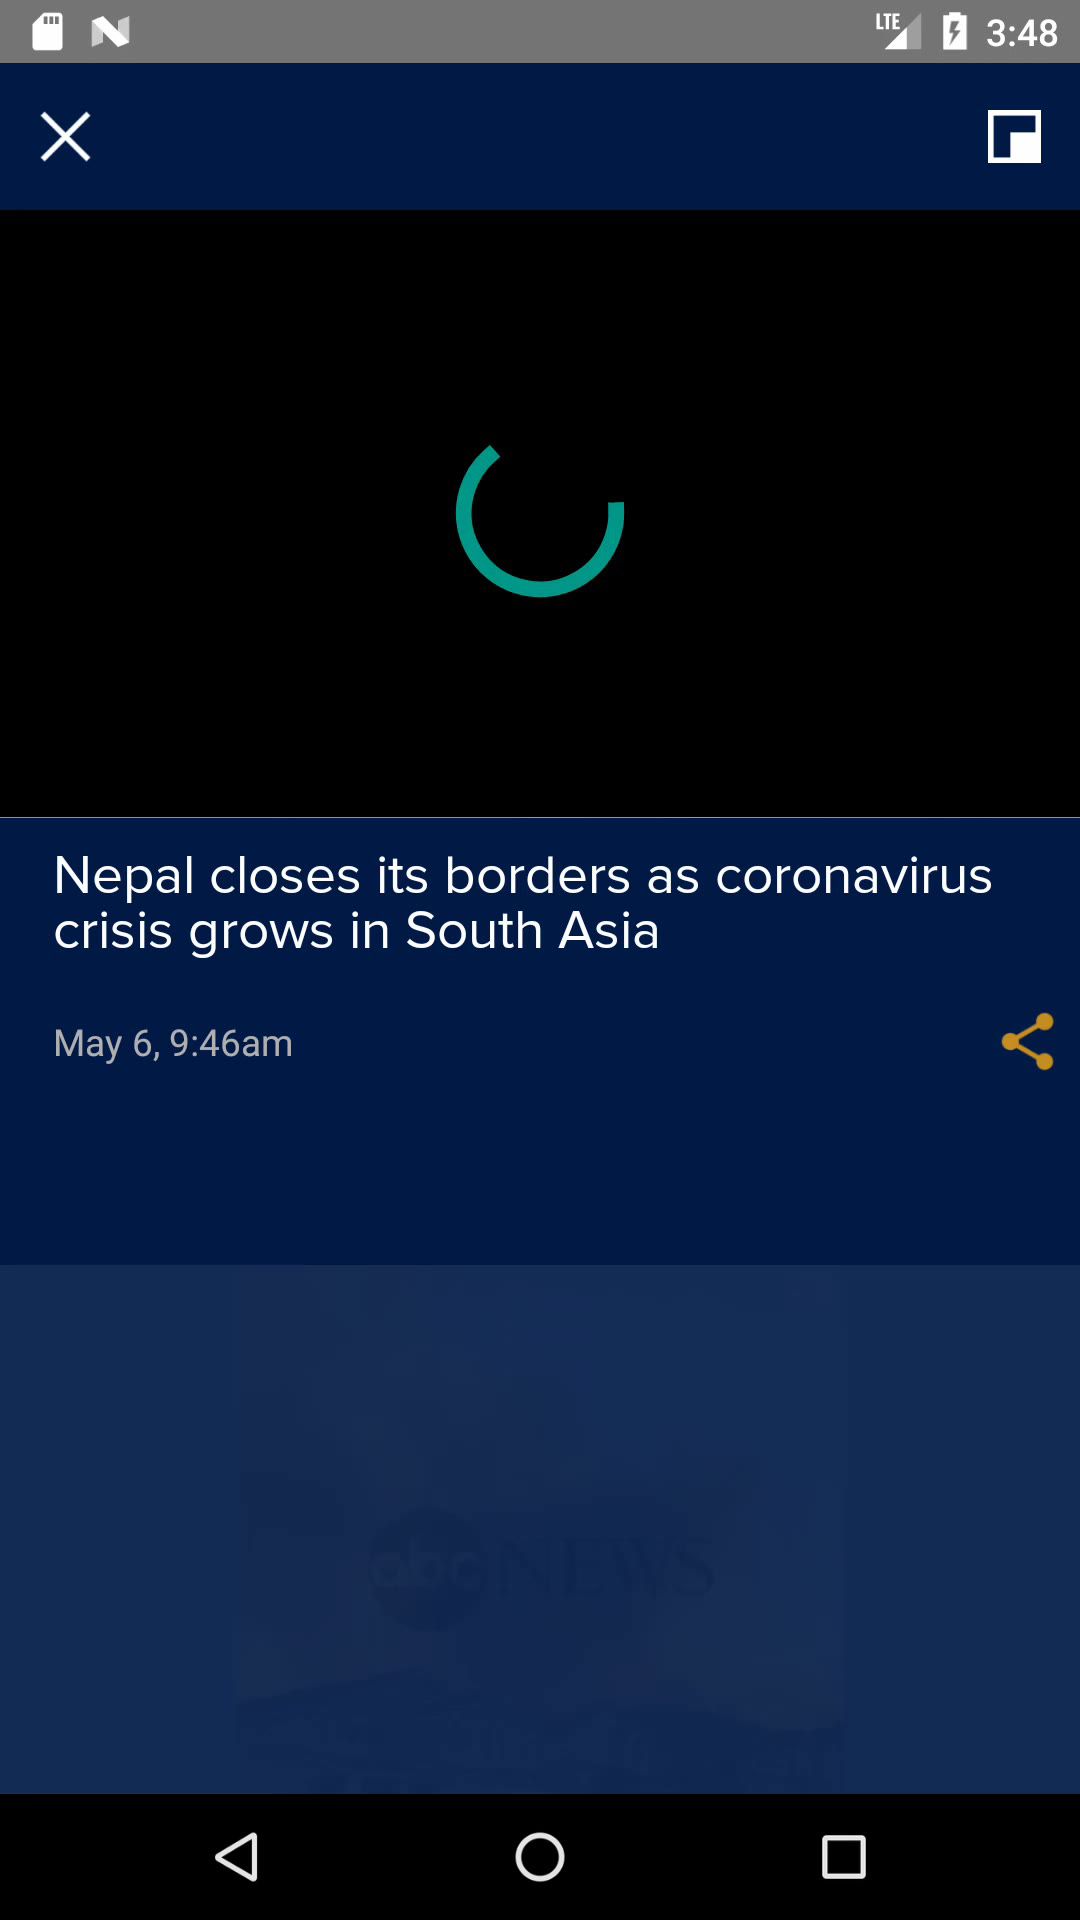 LTE 3:48
Nepal closes its borders as coronavirus
crisis grows in South Asia
May 6, 9:46am
abc NEWS